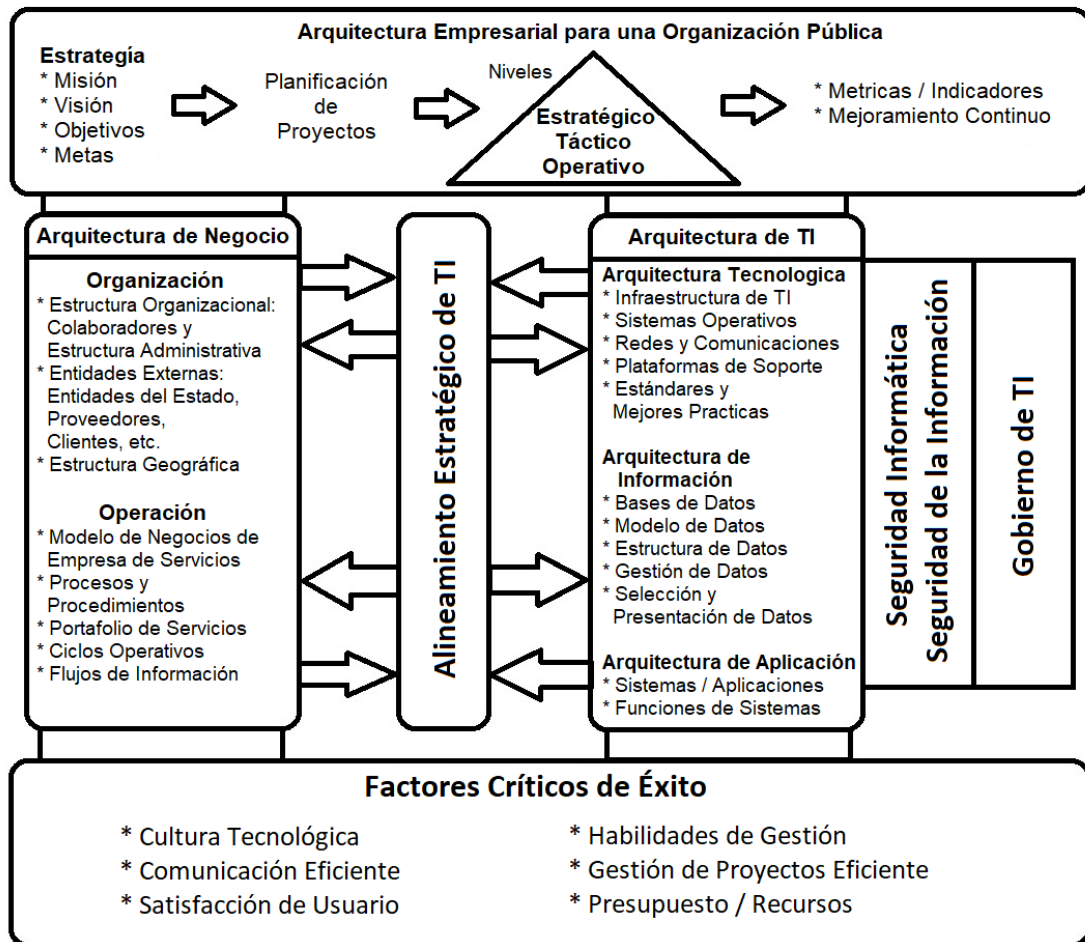 Arquitectura Empresarial para una Organización Pública
Estrategía
* Misión
* Visión
* Objetivos
* Metas
Planificación
de
Proyectos
Niveles
Estratégico
Táctico
Operativo
* Metricas / Indicadores
* Mejoramiento Continuo
Arquitectura de Negocio
Organización
* Estructura Organizacional:
Colaboradores y
Estructura Administrativa
* Entidades Externas:
Entidades del Estado,
Proveedores,
Clientes, etc.
* Estructura Geográfica
Operación
* Modelo de Negocios de
Empresa de Servicios
* Procesos y
Procedimientos
* Portafolio de Servicios
* Ciclos Operativos
* Flujos de Información
Alineamiento Estratégico de TI
Arquitectura de TI
Arquitectura Tecnologica
* Infraestructura de TI
* Sistemas Operativos
* Redes y Comunicaciones
* Plataformas de Soporte
* Estándares y
Mejores Practicas
Arquitectura de
Información
* Bases de Datos
* Modelo de Datos
* Estructura de Datos
* Gestión de Datos
* Selección y
Presentación de Datos
Arquitectura de Aplicación
* Sistemas / Aplicaciones
* Funciones de Sistemas
Seguridad Informática
Seguridad de la Información
Gobierno de TI
Factores Críticos de Éxito
* Cultura Tecnológica
* Comunicación Eficiente
* Satisfacción de Usuario
* Habilidades de Gestión
* Gestión de Proyectos Eficiente
* Presupuesto / Recursos